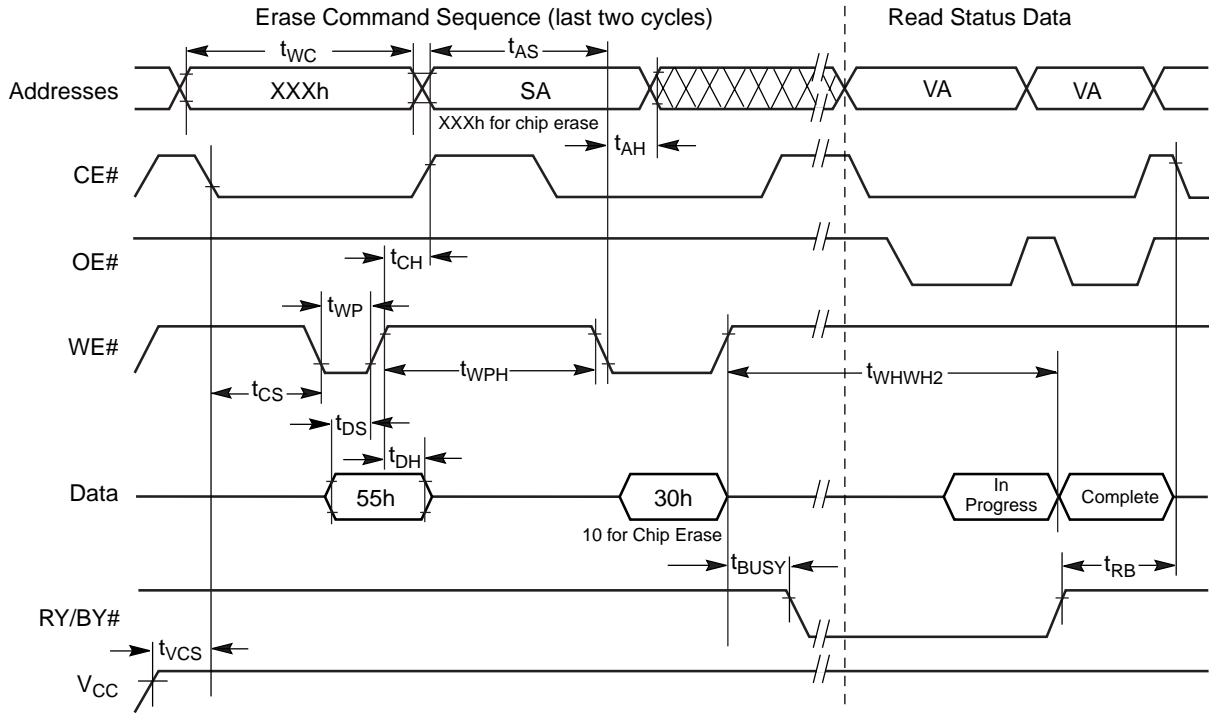 Erase Command Sequence (last two cycles) Read Status Data
tWC tAS
Addresses XXXh SA VA VA
XXXh for chip erase
tAH
CE#
OE#
tCH
tWP
WE#
tWPH tWHWH2
tCS
tDS
tDH
Data 55h 30h In Progress Complete
10 for Chip Erase
tBUSY tRB
RY/BY#
tVCS
VCC